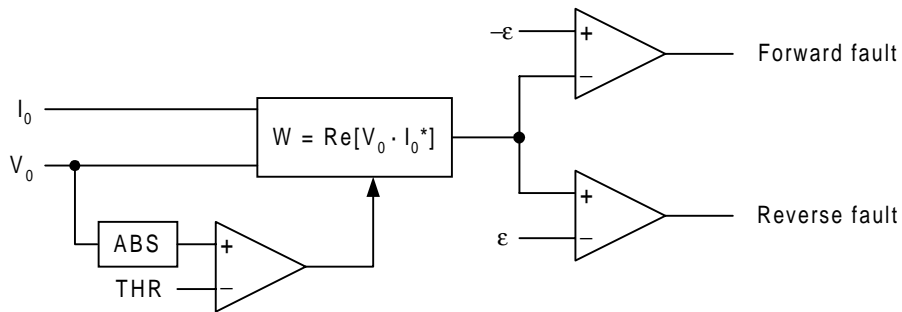 −ε
+
−
Forward fault
I₀
W = Re[V₀ · I₀*]
V₀
+
−
ε
Reverse fault
ABS
+
THR
−